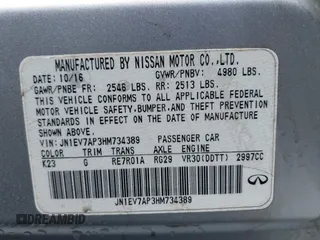 MANUFACTURED BY NISSAN MOTOR CO.,LTD.
DATE: 10/16 GVWR/PNBV: 4980 LBS.
GAWR/PNBE FR: 2546 LBS. RR: 2513 LBS.
THIS VEHICLE CONFORMS TO ALL APPLICABLE FEDERAL
MOTOR VEHICLE SAFETY, BUMPER, AND THEFT PREVENTION
STANDARDS IN EFFECT ON THE DATE OF MANUFACTURE
SHOWN ABOVE.
VIN: JN1EV7AP3HM734389 PASSENGER CAR
COLOR TRIM TRANS AXLE ENGINE
K23 G RE7R01A RG29 VR30(DDTT) 2997CC
JN1EV7AP3HM734389
INFINITI
DREAMBID